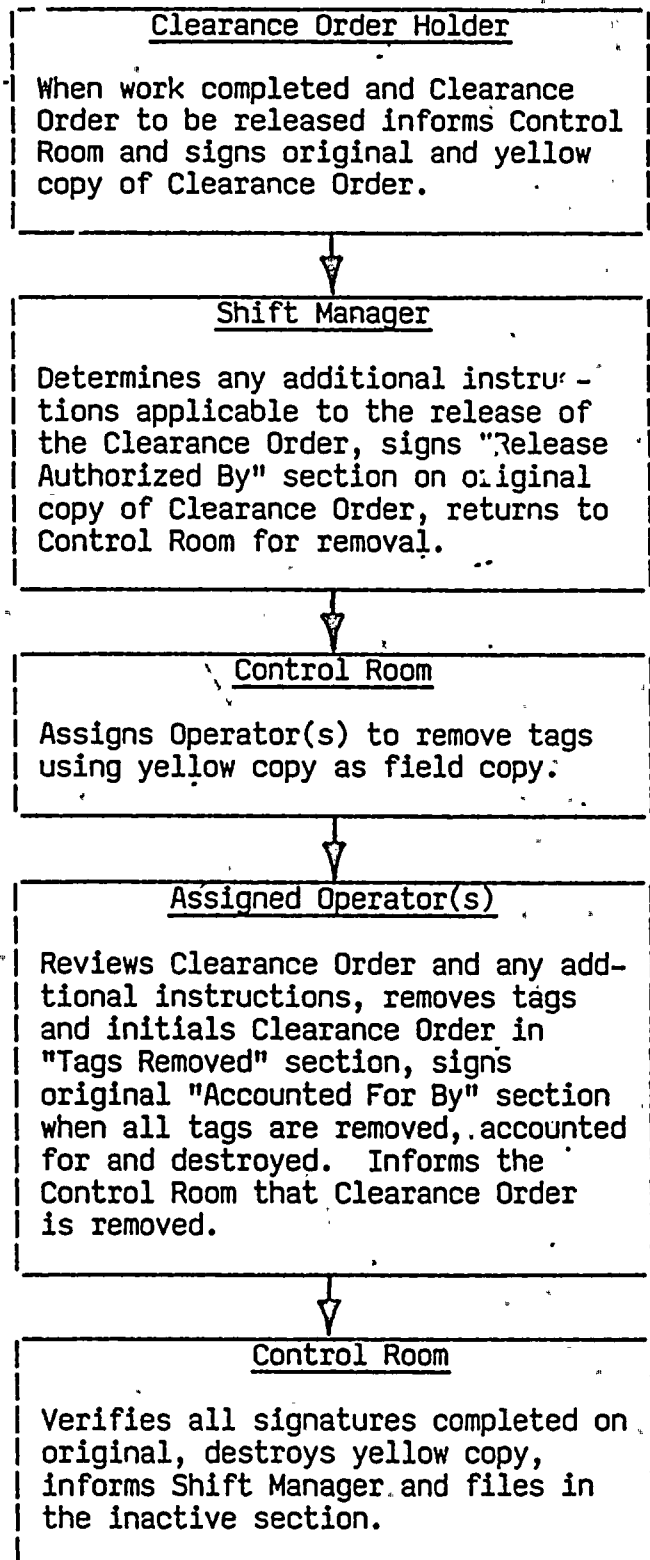 Clearance Order Holder
When work completed and Clearance
Order to be released informs Control
Room and signs original and yellow
copy of Clearance Order.
Shift Manager
Determines any additional instru -
tions applicable to the release of
the Clearance Order, signs "Release
Authorized By" section on original
copy of Clearance Order, returns to
Control Room for removal.
Control Room
Assigns Operator(s) to remove tags
using yellow copy as field copy.
Assigned Operator(s)
Reviews Clearance Order and any add-
tional instructions, removes tags
and initials Clearance Order in
"Tags Removed" section, signs
original "Accounted For By" section
when all tags are removed, accounted
for and destroyed. Informs the
Control Room that Clearance Order
is removed.
Control Room
Verifies all signatures completed on
original, destroys yellow copy,
informs Shift Manager and files in
the inactive section.